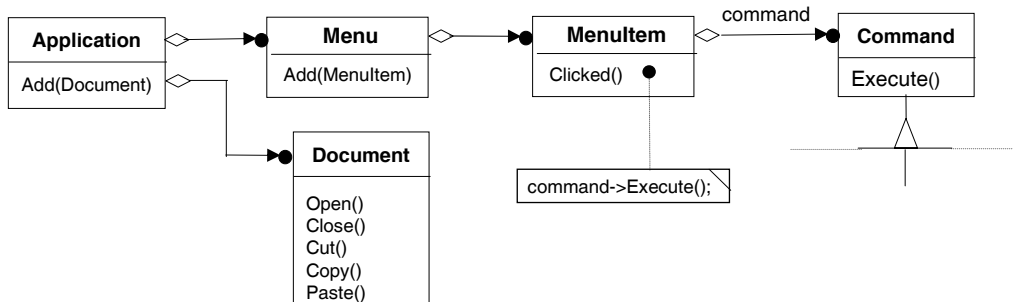 Application
Add(Document)
Menu
Add(MenuItem)
MenuItem
Clicked()
command
Command
Execute()
command->Execute();
Document
Open()
Close()
Cut()
Copy()
Paste()